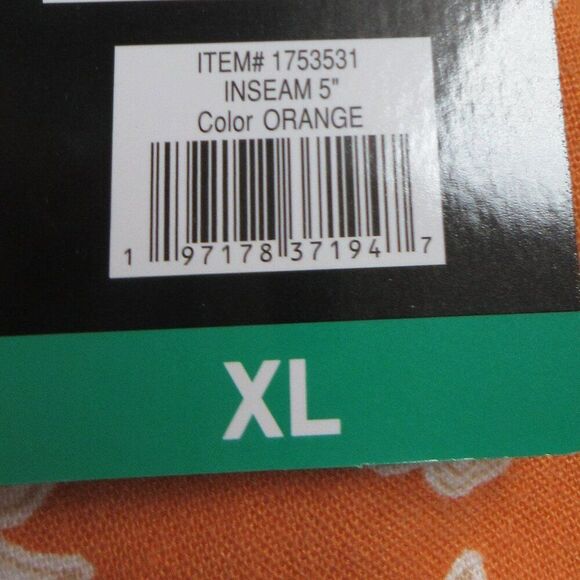 ITEM# 1753531
INSEAM 5"
Color ORANGE
1 97178 37194 7
XL